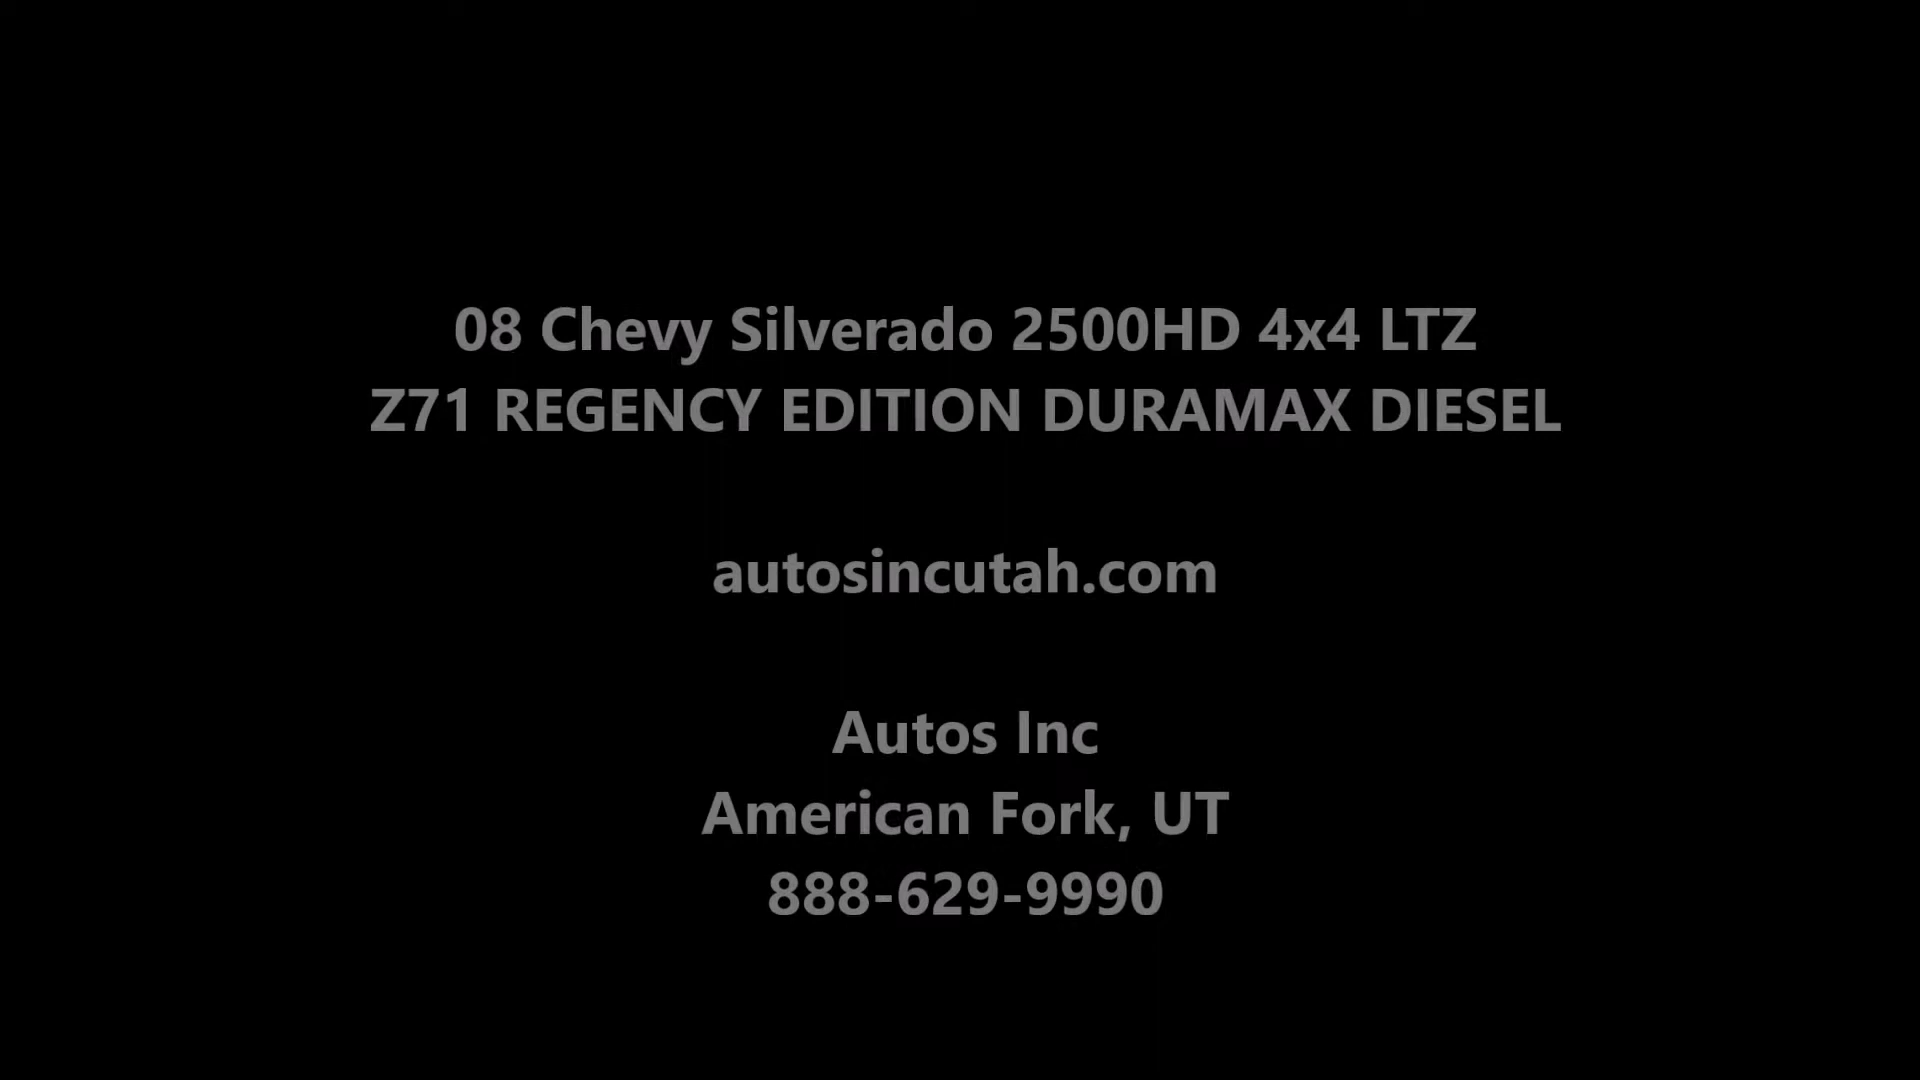 08 Chevy Silverado 2500HD 4x4 LTZ
Z71 REGENCY EDITION DURAMAX DIESEL
autosincutah.com
Autos Inc
American Fork, UT
888-629-9990